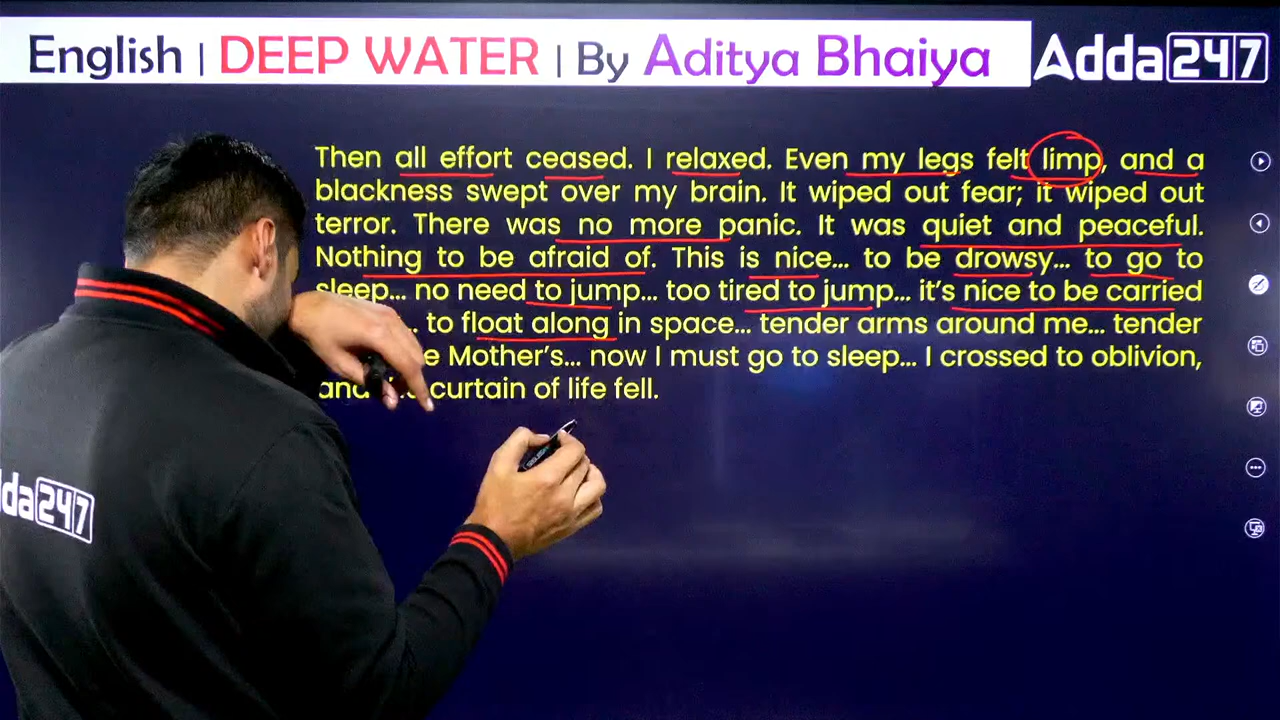 English | DEEP WATER | By Aditya Bhaiya
Adda247
Then all effort ceased. I relaxed. Even my legs felt limp, and a
blackness swept over my brain. It wiped out fear; it wiped out
terror. There was no more panic. It was quiet and peaceful.
Nothing to be afraid of. This is nice... to be drowsy... to go to
sleep... no need to jump... too tired to jump... it's nice to be carried
to float along in space... tender arms around me... tender
Mother's... now I must go to sleep... I crossed to oblivion,
and curtain of life fell.
dda247